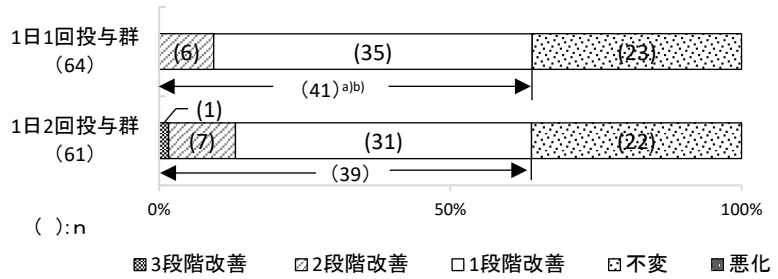 1日1回投与群
（64）
(6)
(35)
(23)
（41）a)b)
1日2回投与群
（61）
(1)
(7)
(31)
(22)
（39）
0%
50%
100%
（ ）：n
3段階改善
2段階改善
1段階改善
不変
悪化